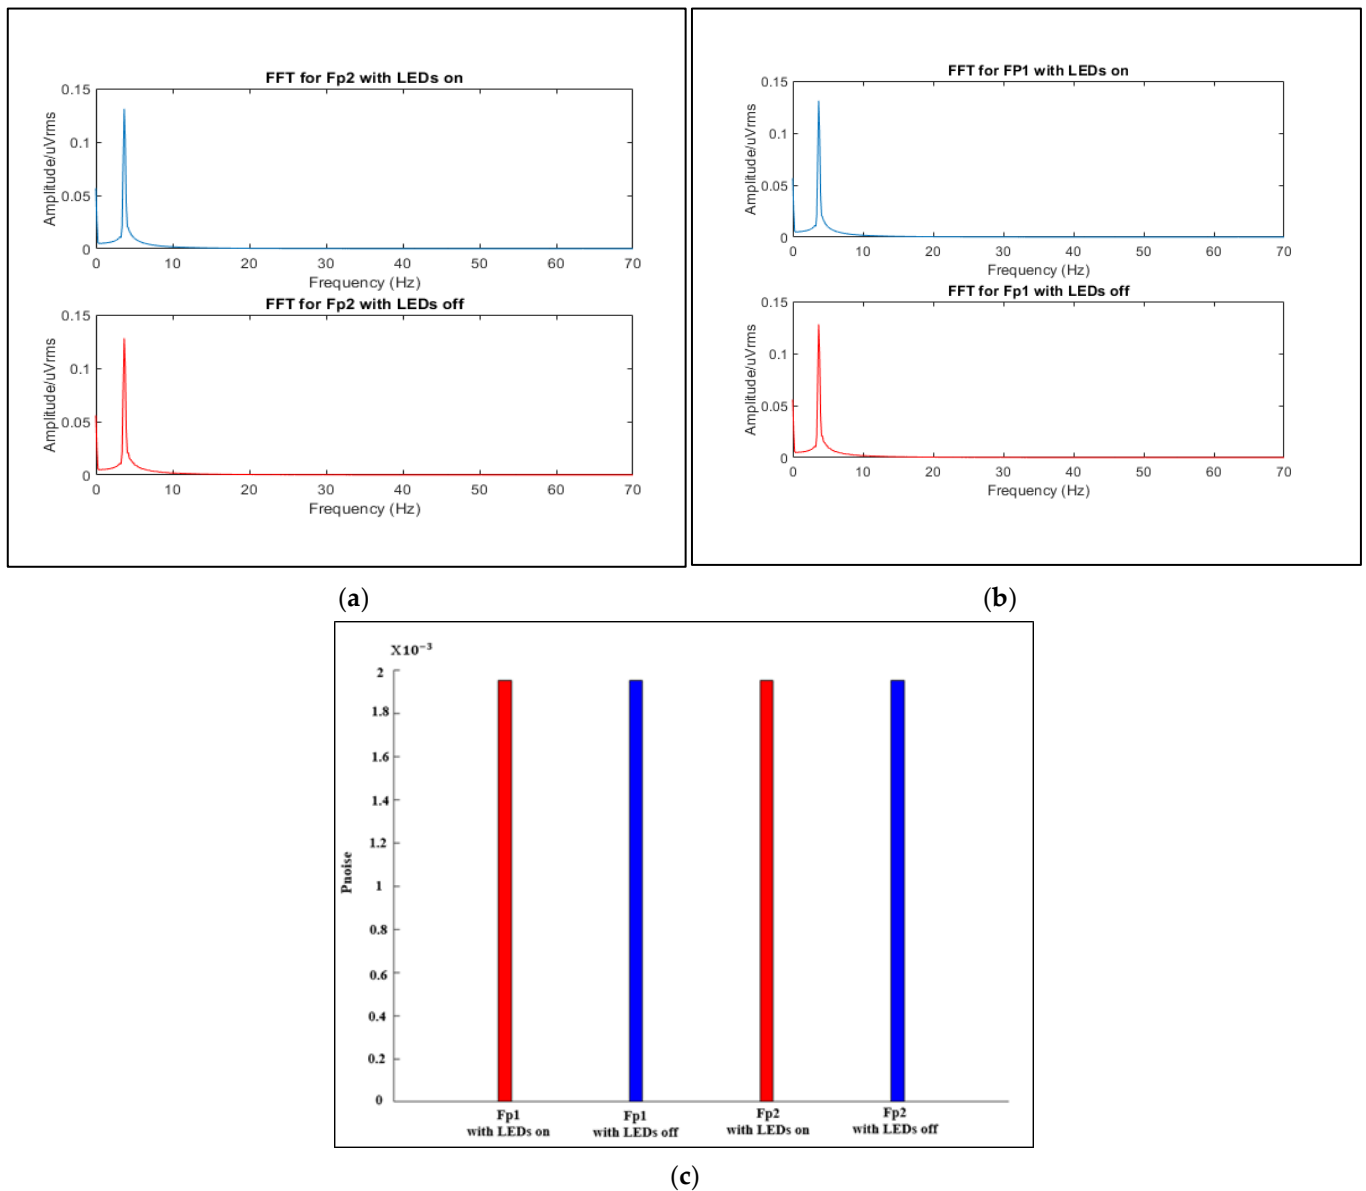 FFT for Fp2 with LEDs on
0.15
0.1
0.05
0
Amplitude/uVrms
0 10 20 30 40 50 60 70
Frequency (Hz)
FFT for Fp2 with LEDs off
0.15
0.1
0.05
0
Amplitude/uVrms
0 10 20 30 40 50 60 70
Frequency (Hz)
(a)
FFT for FP1 with LEDs on
0.15
0.1
0.05
0
Amplitude/uVrms
0 10 20 30 40 50 60 70
Frequency (Hz)
FFT for Fp1 with LEDs off
0.15
0.1
0.05
0
Amplitude/uVrms
0 10 20 30 40 50 60 70
Frequency (Hz)
(b)
X10⁻³
2
1.8
1.6
1.4
1.2
1
0.8
0.6
0.4
0.2
0
Pnoise
Fp1
with LEDs on
Fp1
with LEDs off
Fp2
with LEDs on
Fp2
with LEDs off
(c)